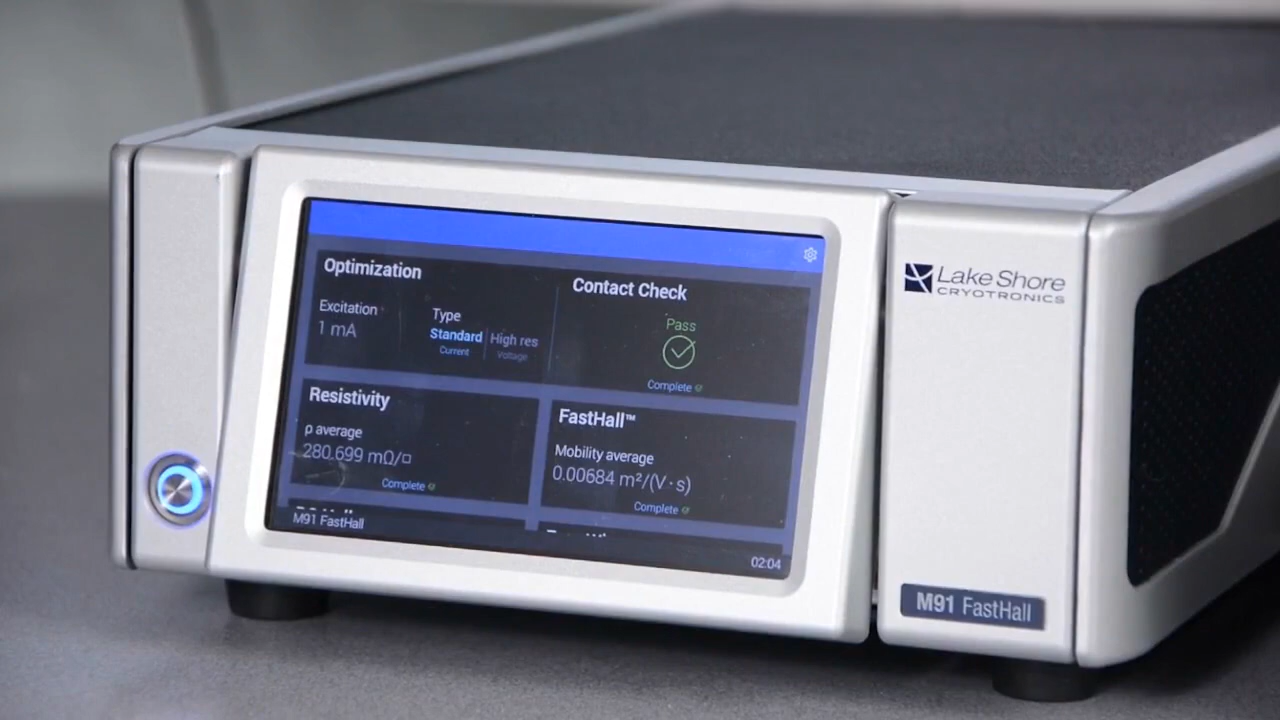 Optimization
Excitation
1 mA
Type
Standard
Current
High res
Voltage
Contact Check
Pass
Complete
Resistivity
ρ average
280.699 mΩ/□
Complete
FastHall™
Mobility average
0.00684 m²/(V·s)
Complete
M91 FastHall
02:04
Lake Shore
CRYOTRONICS
M91 FastHall